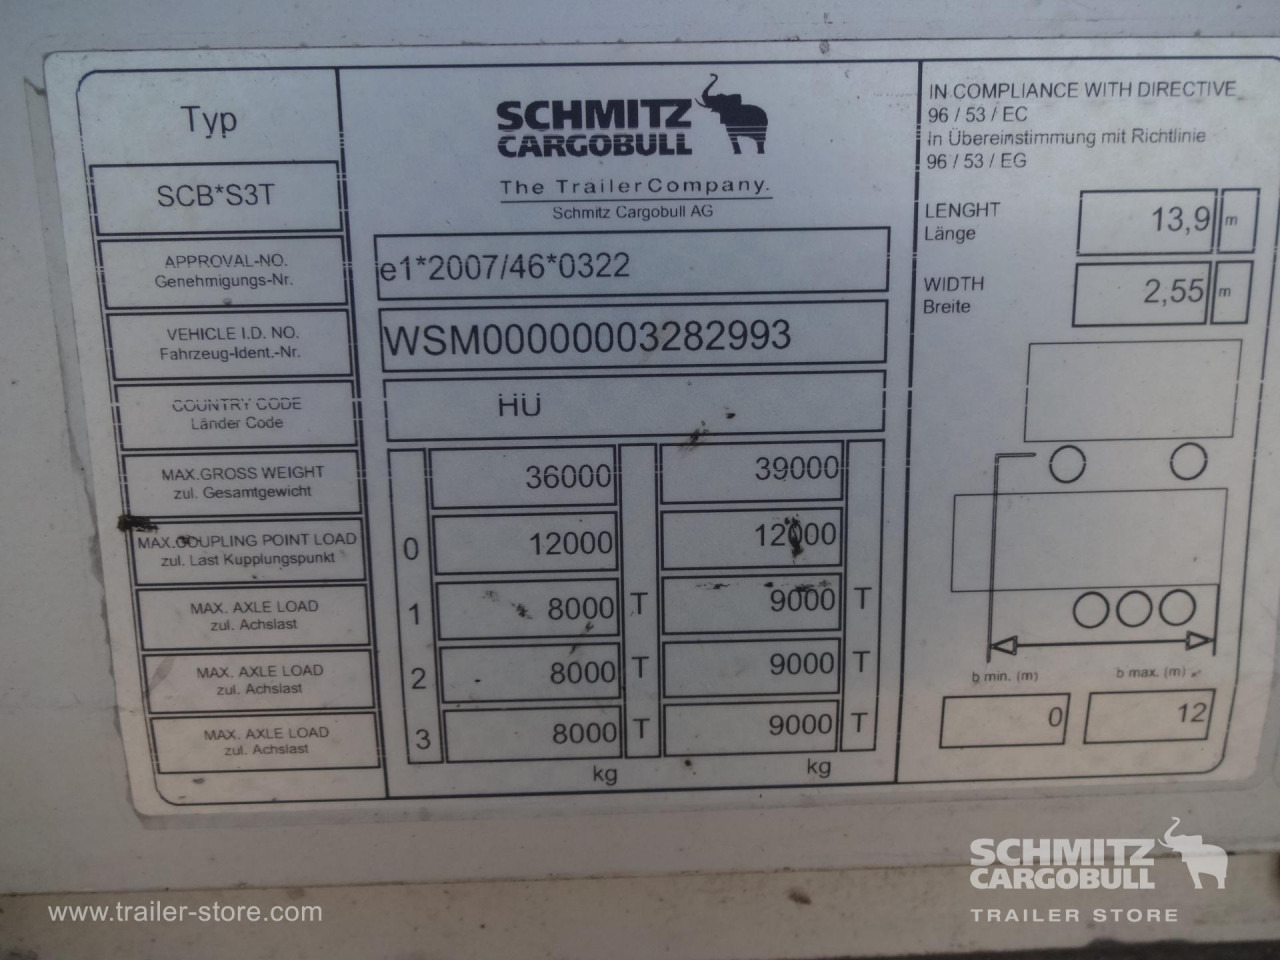 Typ
SCB*S3T
APPROVAL-NO.
Genehmigungs-Nr.
VEHICLE I.D. NO.
Fahrzeug-Ident.-Nr.
COUNTRY CODE
Länder Code
MAX.GROSS WEIGHT
zul. Gesamtgewicht
MAX.COUPLING POINT LOAD
zul. Last Kupplungspunkt
MAX. AXLE LOAD
zul. Achslast
MAX. AXLE LOAD
zul. Achslast
MAX. AXLE LOAD
zul. Achslast
SCHMITZ
CARGOBULL
The Trailer Company.
Schmitz Cargobull AG
e1*2007/46*0322
WSM00000003282993
HU
36000 39000
0 12000 12000
1 8000 T 9000 T
2 8000 T 9000 T
3 8000 T 9000 T
kg kg
IN COMPLIANCE WITH DIRECTIVE
96 / 53 / EC
In Übereinstimmung mit Richtlinie
96 / 53 / EG
LENGHT
Länge
13,9 m
WIDTH
Breite
2,55 m
b min. (m) b max. (m)
0 12
SCHMITZ
CARGOBULL
TRAILER STORE
www.trailer-store.com